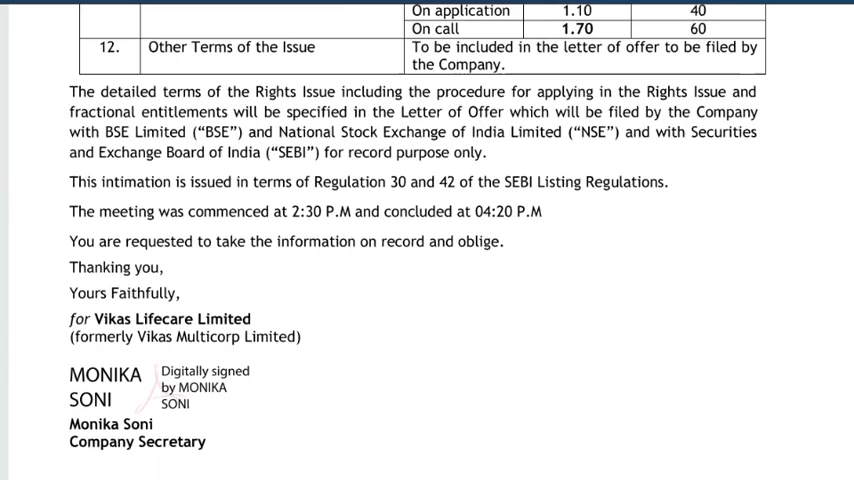 On application 1.10 40
On call 1.70 60
12. Other Terms of the Issue To be included in the letter of offer to be filed by
the Company.
The detailed terms of the Rights Issue including the procedure for applying in the Rights Issue and
fractional entitlements will be specified in the Letter of Offer which will be filed by the Company
with BSE Limited (“BSE”) and National Stock Exchange of India Limited (“NSE”) and with Securities
and Exchange Board of India (“SEBI”) for record purpose only.
This intimation is issued in terms of Regulation 30 and 42 of the SEBI Listing Regulations.
The meeting was commenced at 2:30 P.M and concluded at 04:20 P.M
You are requested to take the information on record and oblige.
Thanking you,
Yours Faithfully,
for Vikas Lifecare Limited
(formerly Vikas Multicorp Limited)
MONIKA
SONI
Digitally signed
by MONIKA
SONI
Monika Soni
Company Secretary